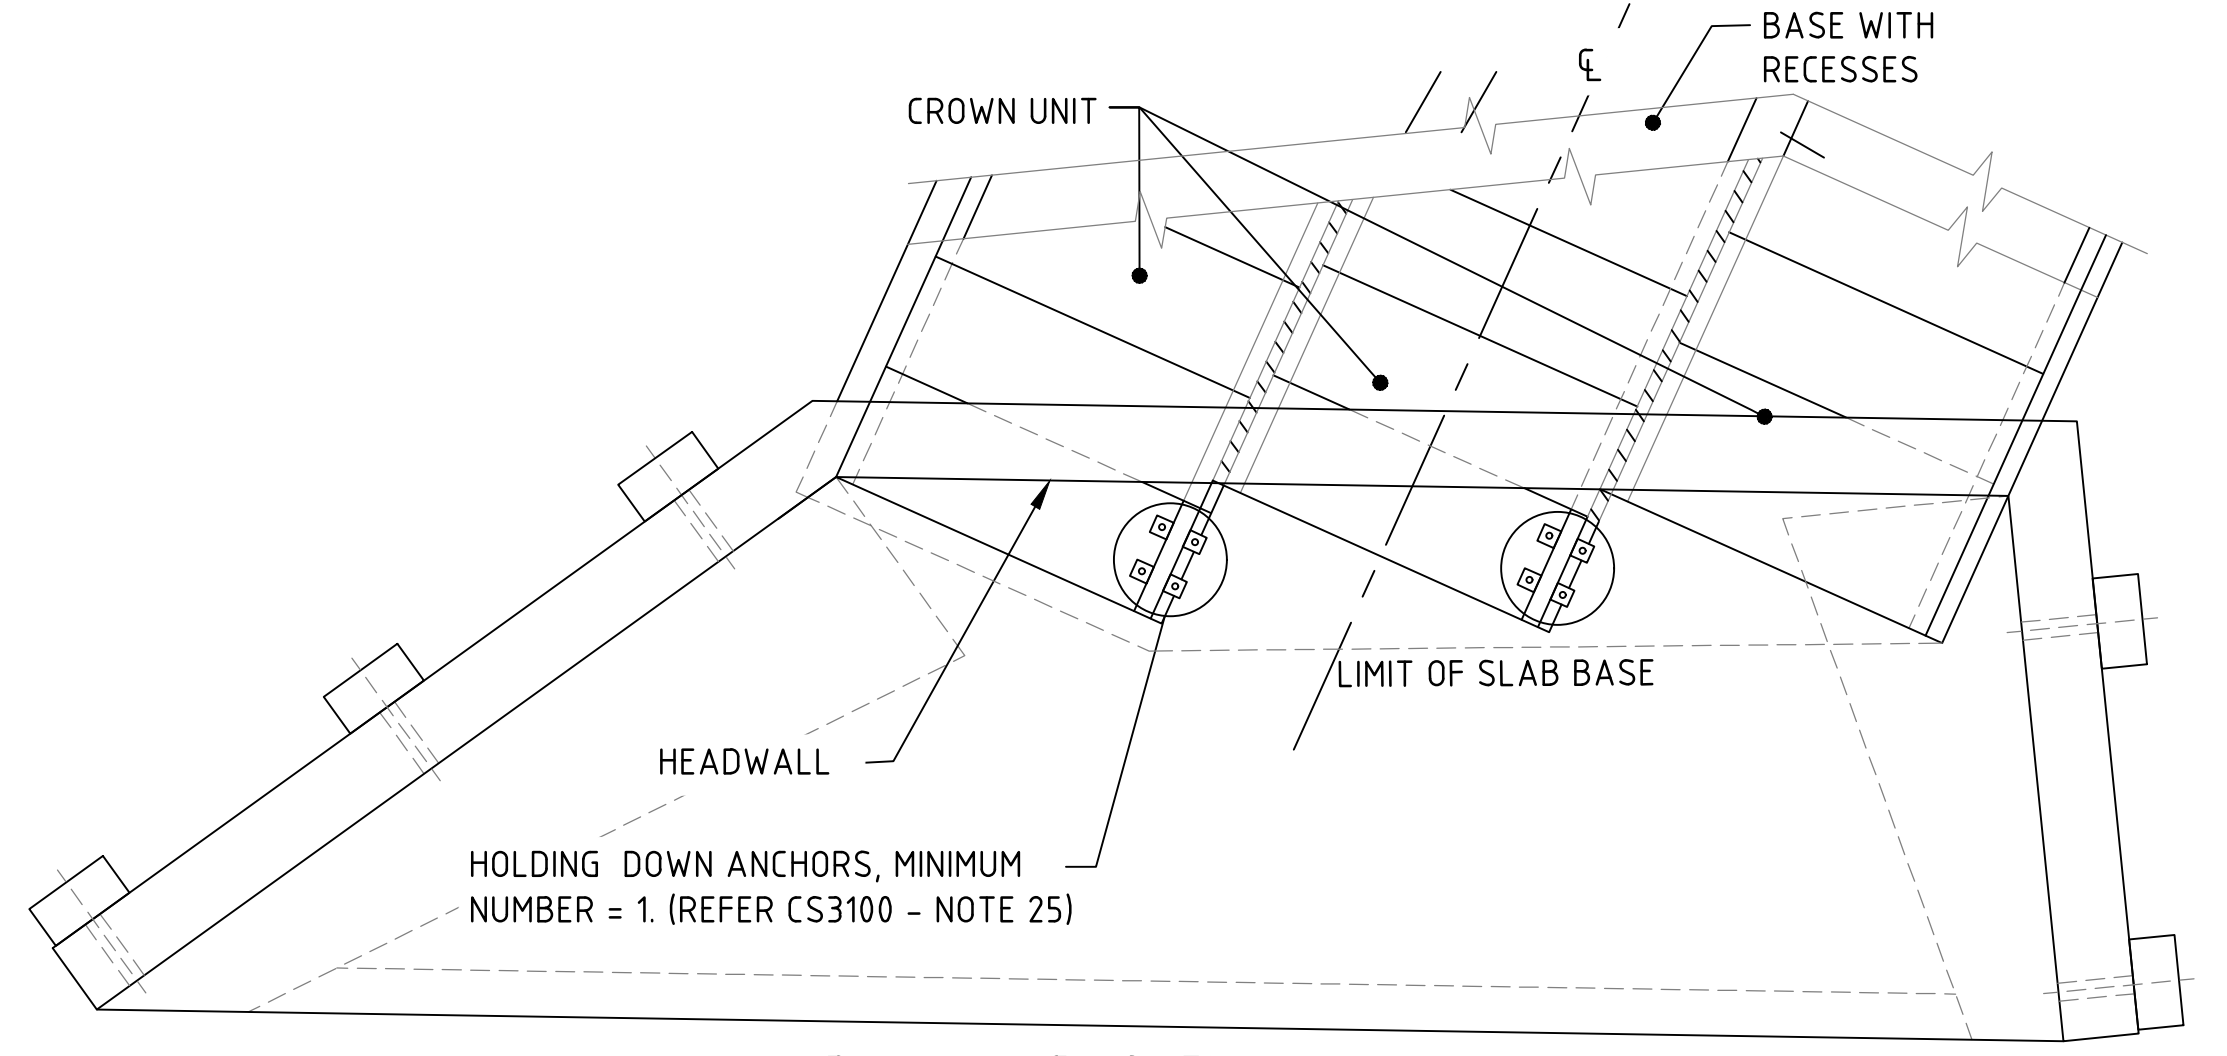 BASE WITH
RECESSES
℄
CROWN UNIT
LIMIT OF SLAB BASE
HEADWALL
HOLDING DOWN ANCHORS, MINIMUM
NUMBER = 1. (REFER CS3100 - NOTE 25)